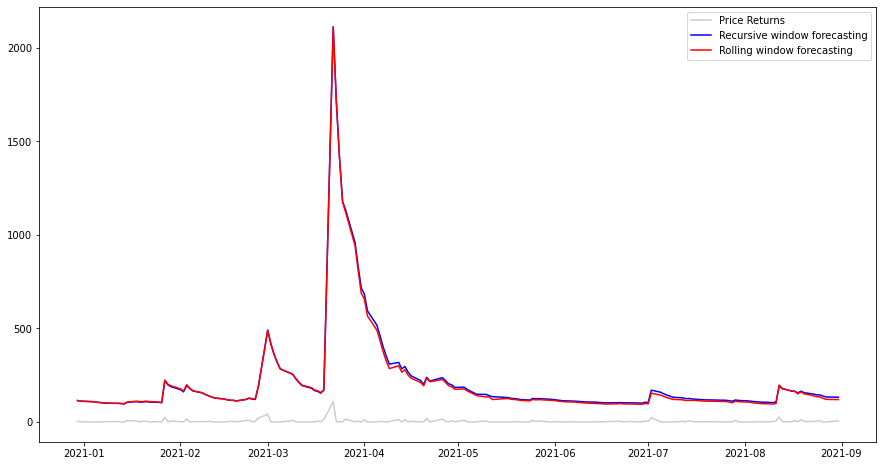 Price Returns
Recursive window forecasting
Rolling window forecasting
2000
1500
1000
500
0
2021-01 2021-02 2021-03 2021-04 2021-05 2021-06 2021-07 2021-08 2021-09